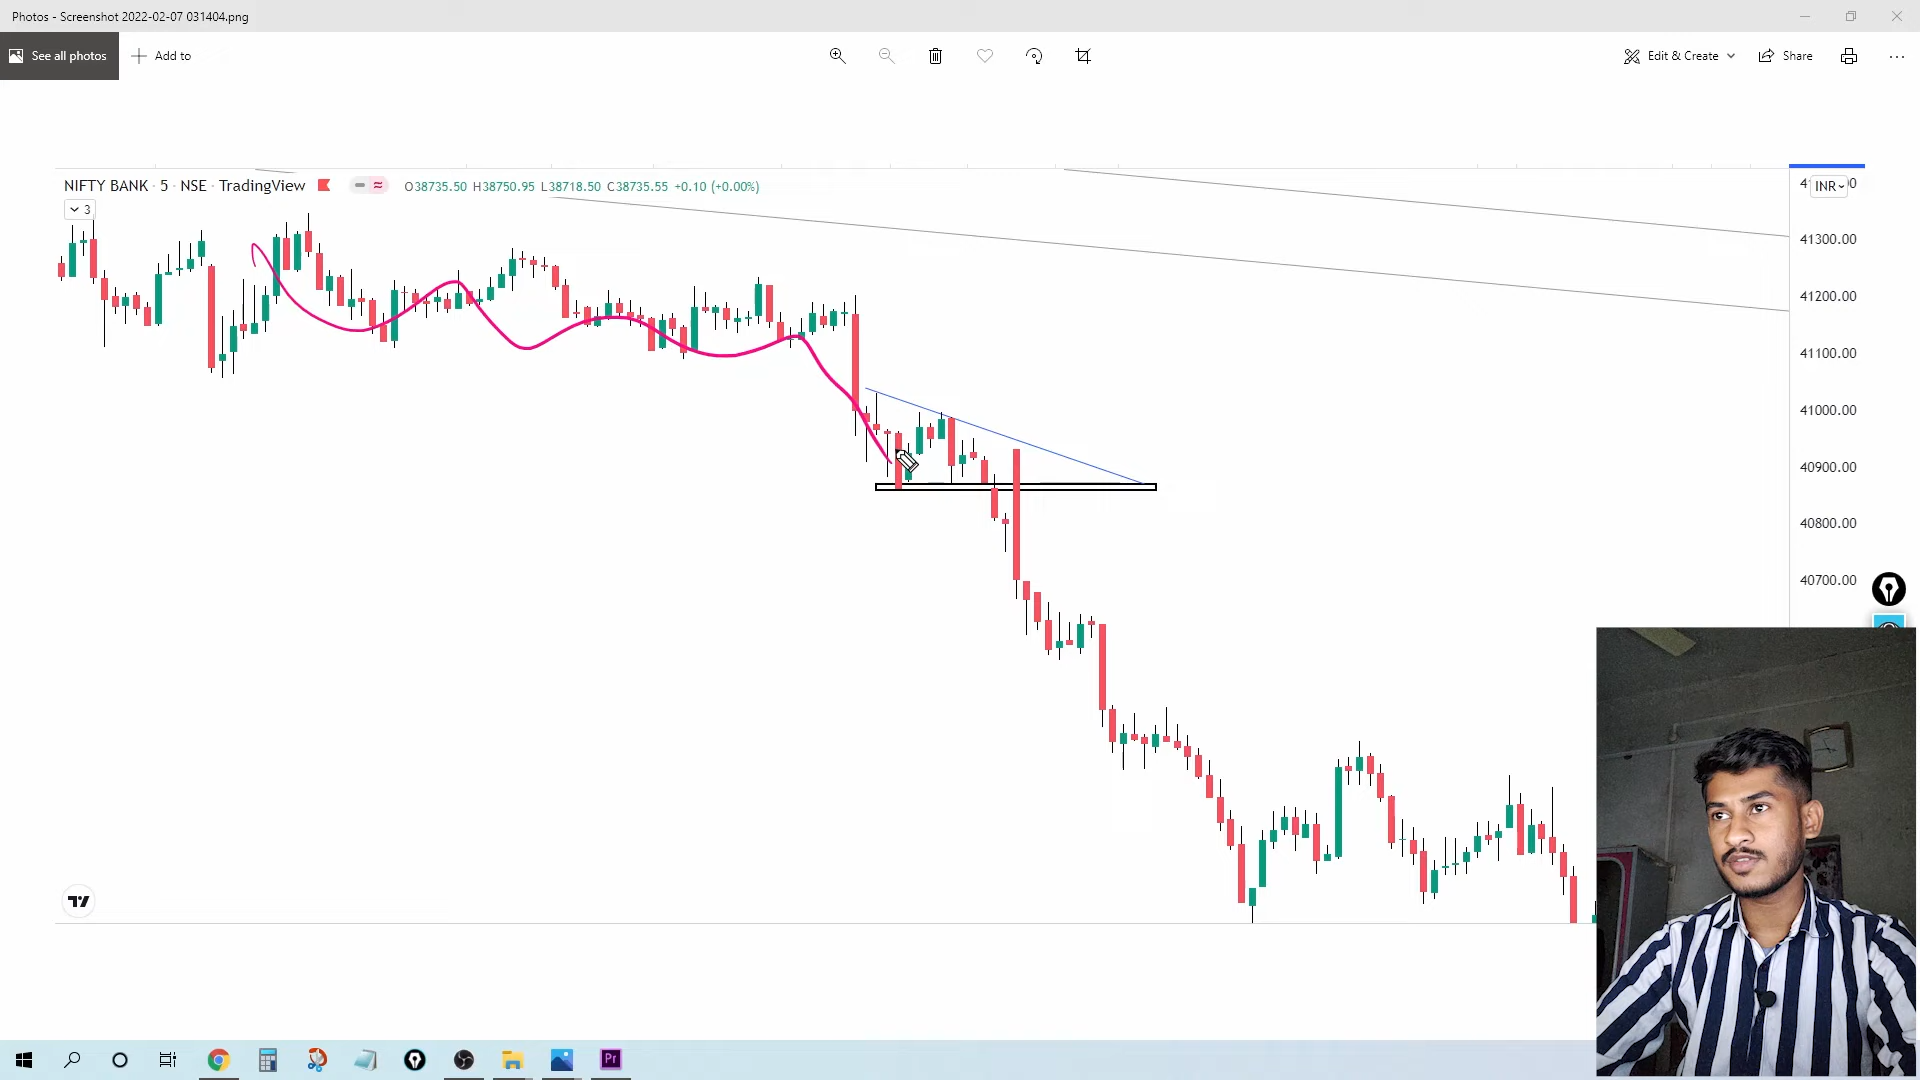 Photos - Screenshot 2022-02-07 031404.png
See all photos
Add to
Edit & Create
Share
NIFTY BANK · 5 · NSE · TradingView
O38735.50 H38750.95 L38718.50 C38735.55 +0.10 (+0.00%)
3
INR
41300.00
41200.00
41100.00
41000.00
40900.00
40800.00
40700.00
Pr